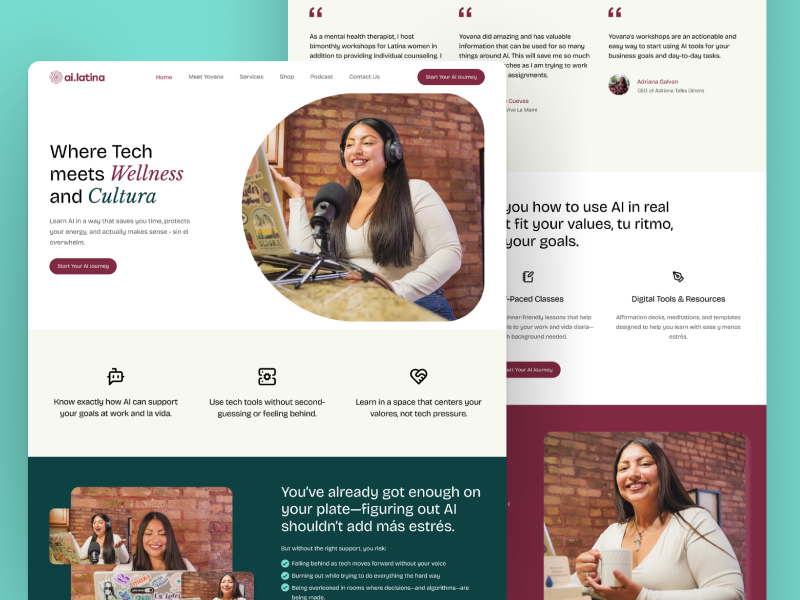 ai.latina
Home
Meet Yovana
Services
Shop
Podcast
Contact Us
Start Your AI Journey
Where Tech
meets Wellness
and Cultura
Learn AI in a way that saves you time, protects
your energy, and actually makes sense - sin el
overwhelm.
Start Your AI Journey
Know exactly how AI can support
your goals at work and la vida.
Use tech tools without second-
guessing or feeling behind.
Learn in a space that centers your
valores, not tech pressure.
You've already got enough on
your plate—figuring out AI
shouldn't add más estrés.
But without the right support, you risk:
Falling behind as tech moves forward without your voice
Burning out while trying to do everything the hard way
Being overlooked in rooms where decisions—and algorithms—are
being made.
“
As a mental health therapist, I host
bimonthly workshops for Latina women in
addition to providing individual counseling. I
“
Yovana did amazing and has valuable
information that can be used for so many
things around AI. This will save me so much
rches as I am trying to work
assignments.
Cuevas
Viva La Mami
“
Yovana's workshops are an actionable and
easy way to start using AI tools for your
business goals and day-to-day tasks.
Adriana Galvan
CEO of Adriana Talks Dinero
you how to use AI in real
t fit your values, tu ritmo,
your goals.
-Paced Classes
inner-friendly lessons that help
ls to your work and vida diaria—
h background needed.
art Your AI Journey
Digital Tools & Resources
Affirmation decks, meditations, and templates
designed to help you learn with ease y menos
estrés.